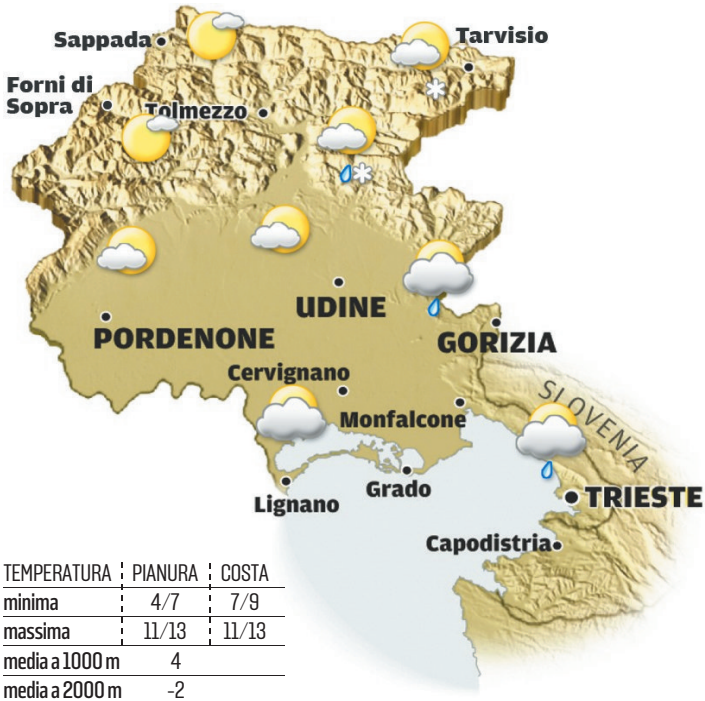 Sappada
Tarvisio
Forni di
Sopra
Tolmezzo
UDINE
PORDENONE
GORIZIA
Cervignano
SLOVENIA
Monfalcone
Lignano
Grado
TRIESTE
Capodistria
TEMPERATURA PIANURA COSTA
minima 4/7 7/9
massima 11/13 11/13
media a 1000 m 4
media a 2000 m -2